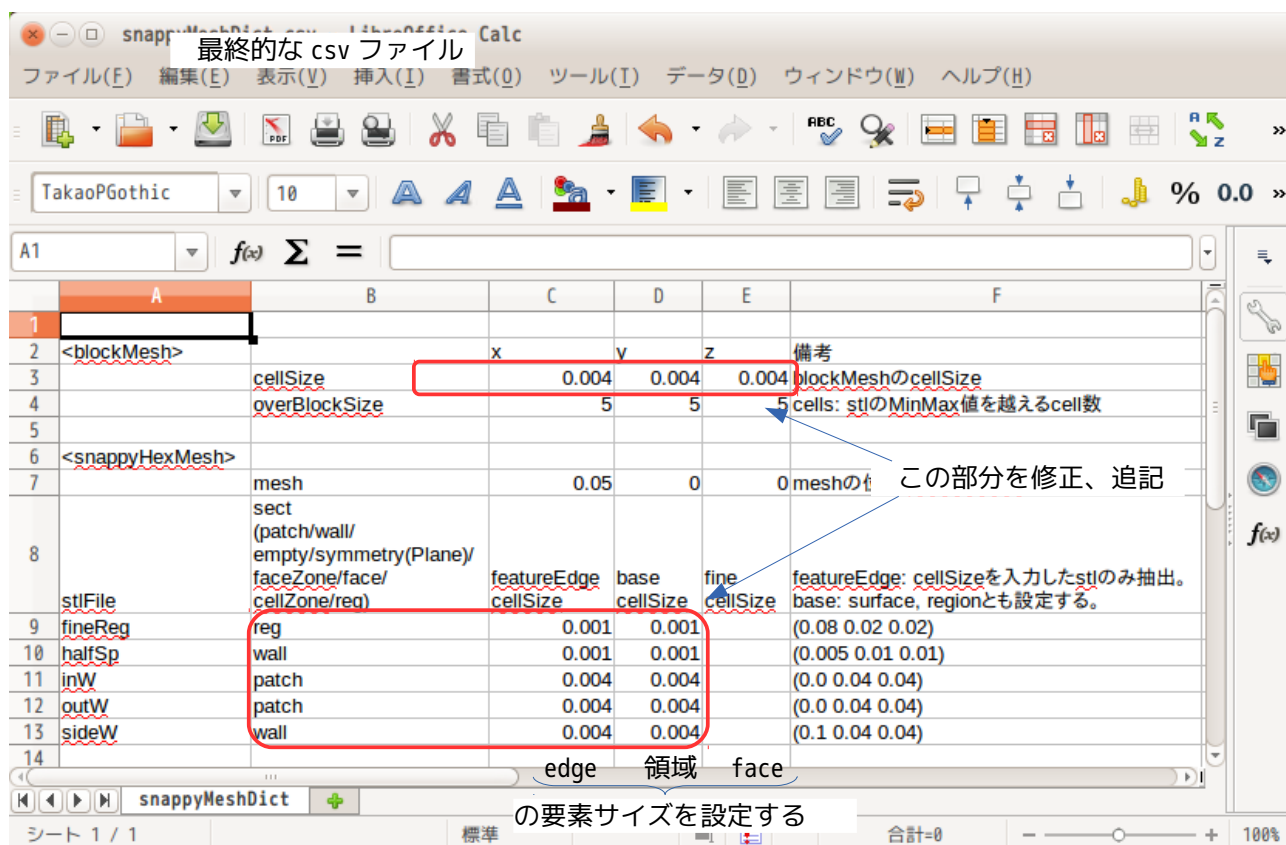 snappyMeshDict.csv - LibreOffice Calc
最終的な csv ファイル
ファイル(F) 編集(E) 表示(V) 挿入(I) 書式(O) ツール(T) データ(D) ウィンドウ(W) ヘルプ(H)
PDF ABC A Z
TakaoPGothic 10 % 0.0 »
A1 f(x) Σ =
A B C D E F
1
2 <blockMesh> x y z 備考
3 cellSize 0.004 0.004 0.004 blockMeshのcellSize
4 overBlockSize 5 5 5 cells: stlのMinMax値を越えるcell数
5
6 <snappyHexMesh>
7 mesh 0.05 0 0 meshの
この部分を修正、追記
sect
(patch/wall/
empty/symmetry(Plane)/
faceZone/face/ featureEdge base fine featureEdge: cellSizeを入力したstlのみ抽出。
8 stlFile cellZone/reg) cellSize cellSize cellSize base: surface, regionとも設定する。
9 fineReg reg 0.001 0.001 (0.08 0.02 0.02)
10 halfSp wall 0.001 0.001 (0.005 0.01 0.01)
11 inW patch 0.004 0.004 (0.0 0.04 0.04)
12 outW patch 0.004 0.004 (0.0 0.04 0.04)
13 sideW wall 0.004 0.004 (0.1 0.04 0.04)
14
edge 領域 face
の要素サイズを設定する
snappyMeshDict
シート 1 / 1 標準 合計=0 100%